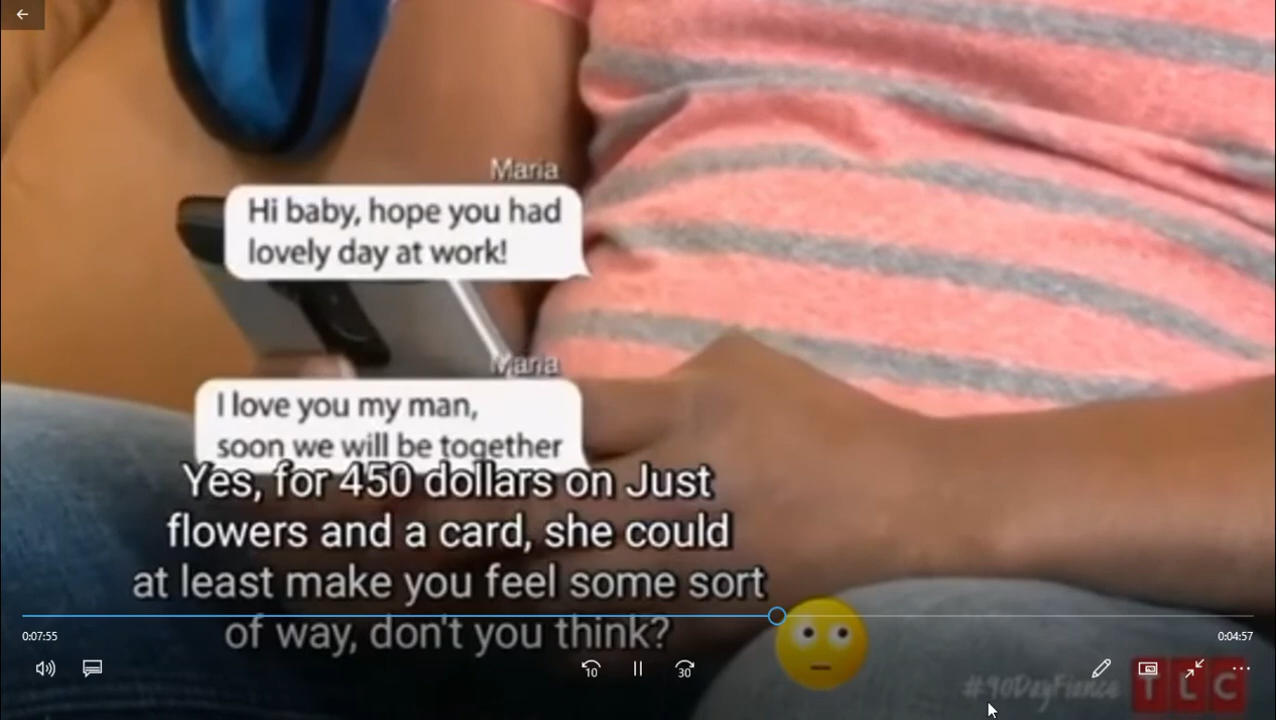 Maria
Hi baby, hope you had
lovely day at work!
Maria
I love you my man,
soon we will be together
Yes, for 450 dollars on Just
flowers and a card, she could
at least make you feel some sort
of way, don't you think?
0:07:55
0:04:57
10
30
#90DayFiance
TLC